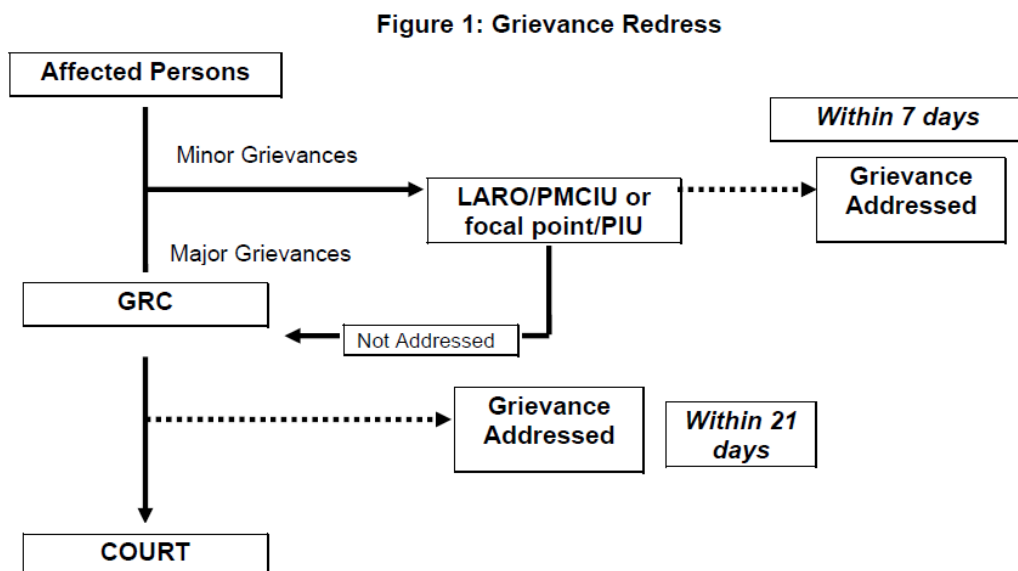 Figure 1: Grievance Redress
Affected Persons
Within 7 days
Minor Grievances
Grievance
Addressed
LARO/PMCIU or
focal point/PIU
Major Grievances
GRC
Not Addressed
Grievance
Addressed
Within 21
days
COURT